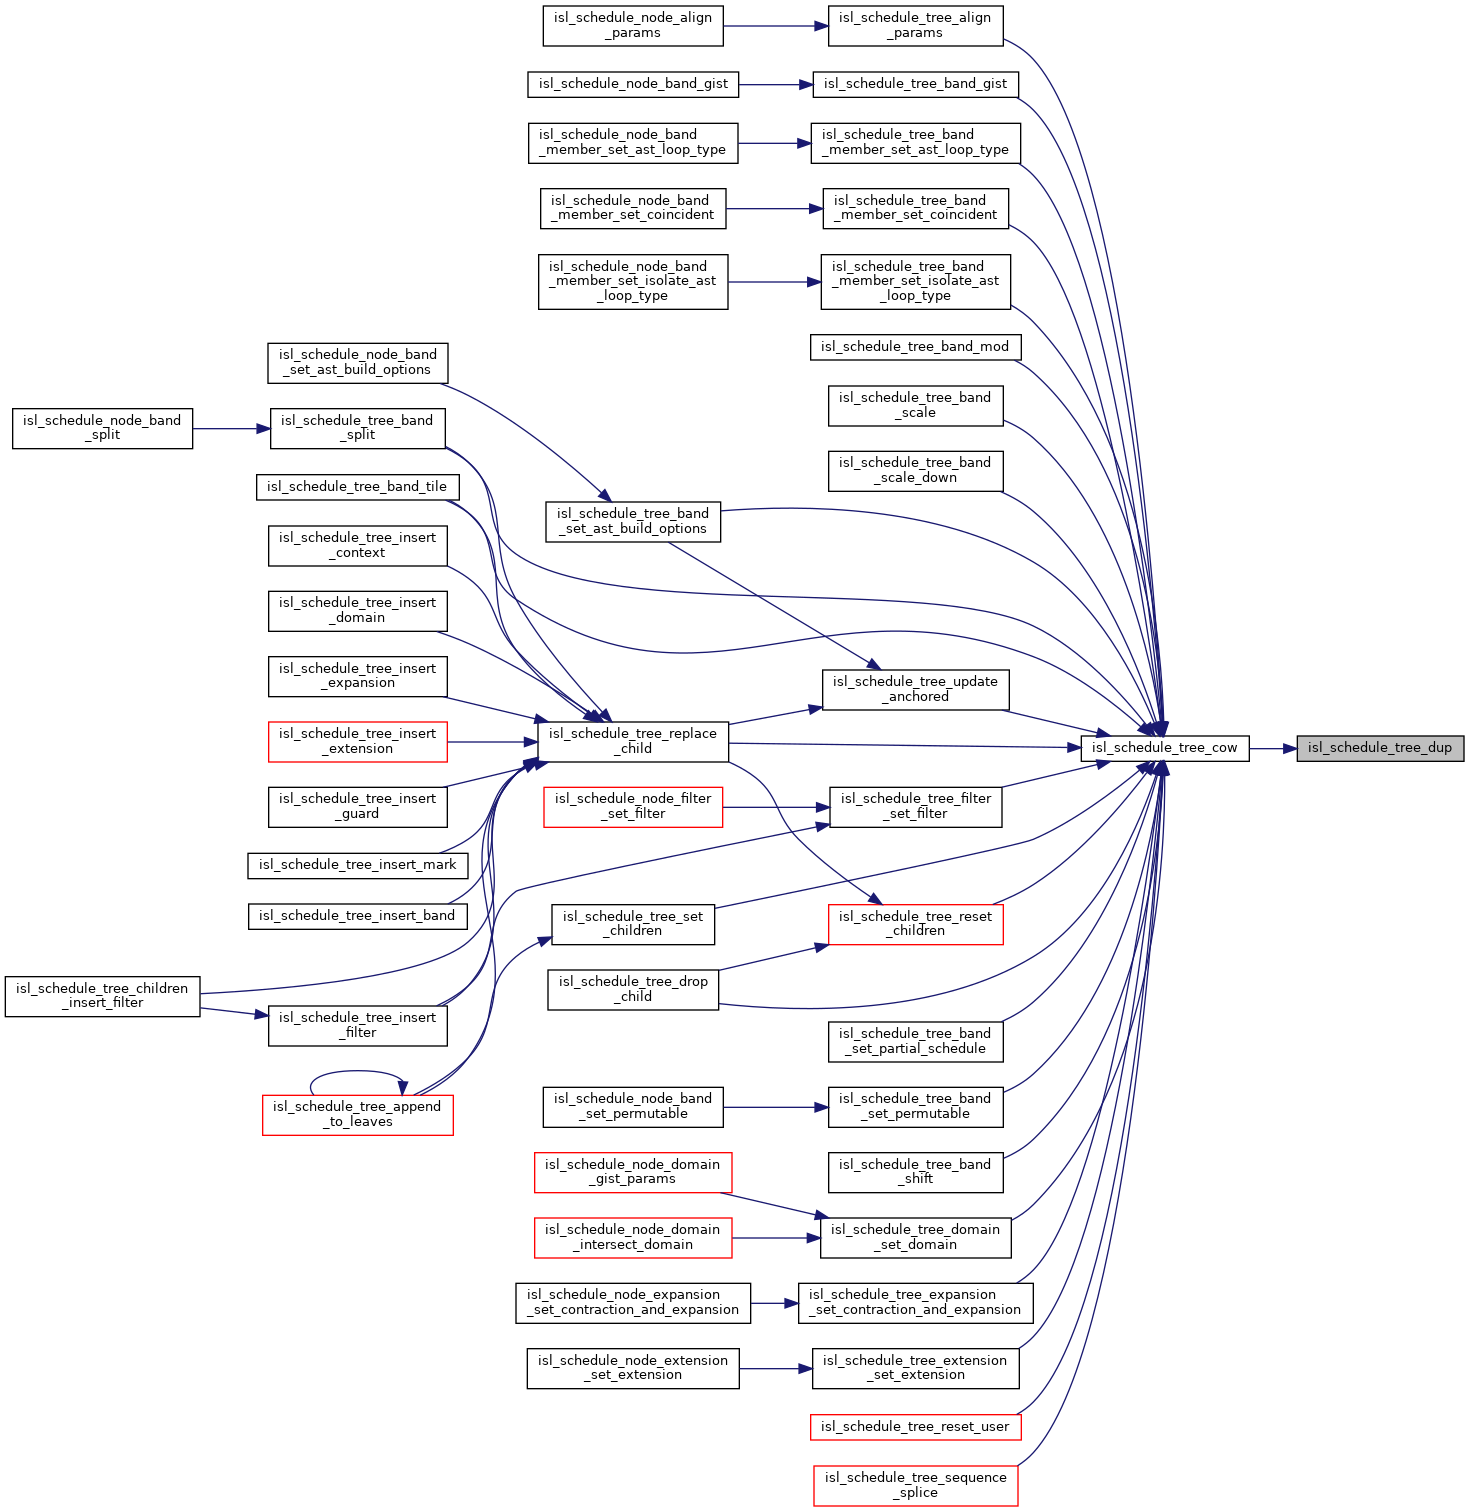 isl_schedule_node_align
_params
isl_schedule_tree_align
_params
isl_schedule_node_band_gist
isl_schedule_tree_band_gist
isl_schedule_node_band
_member_set_ast_loop_type
isl_schedule_tree_band
_member_set_ast_loop_type
isl_schedule_node_band
_member_set_coincident
isl_schedule_tree_band
_member_set_coincident
isl_schedule_node_band
_member_set_isolate_ast
_loop_type
isl_schedule_tree_band
_member_set_isolate_ast
_loop_type
isl_schedule_tree_band_mod
isl_schedule_node_band
_set_ast_build_options
isl_schedule_tree_band
_scale
isl_schedule_node_band
_split
isl_schedule_tree_band
_split
isl_schedule_tree_band
_scale_down
isl_schedule_tree_band_tile
isl_schedule_tree_band
_set_ast_build_options
isl_schedule_tree_insert
_context
isl_schedule_tree_insert
_domain
isl_schedule_tree_insert
_expansion
isl_schedule_tree_update
_anchored
isl_schedule_tree_insert
_extension
isl_schedule_tree_replace
_child
isl_schedule_tree_cow
isl_schedule_tree_dup
isl_schedule_tree_insert
_guard
isl_schedule_node_filter
_set_filter
isl_schedule_tree_filter
_set_filter
isl_schedule_tree_insert_mark
isl_schedule_tree_insert_band
isl_schedule_tree_set
_children
isl_schedule_tree_reset
_children
isl_schedule_tree_children
_insert_filter
isl_schedule_tree_drop
_child
isl_schedule_tree_insert
_filter
isl_schedule_tree_band
_set_partial_schedule
isl_schedule_tree_append
_to_leaves
isl_schedule_node_band
_set_permutable
isl_schedule_tree_band
_set_permutable
isl_schedule_node_domain
_gist_params
isl_schedule_tree_band
_shift
isl_schedule_node_domain
_intersect_domain
isl_schedule_tree_domain
_set_domain
isl_schedule_node_expansion
_set_contraction_and_expansion
isl_schedule_tree_expansion
_set_contraction_and_expansion
isl_schedule_node_extension
_set_extension
isl_schedule_tree_extension
_set_extension
isl_schedule_tree_reset_user
isl_schedule_tree_sequence
_splice